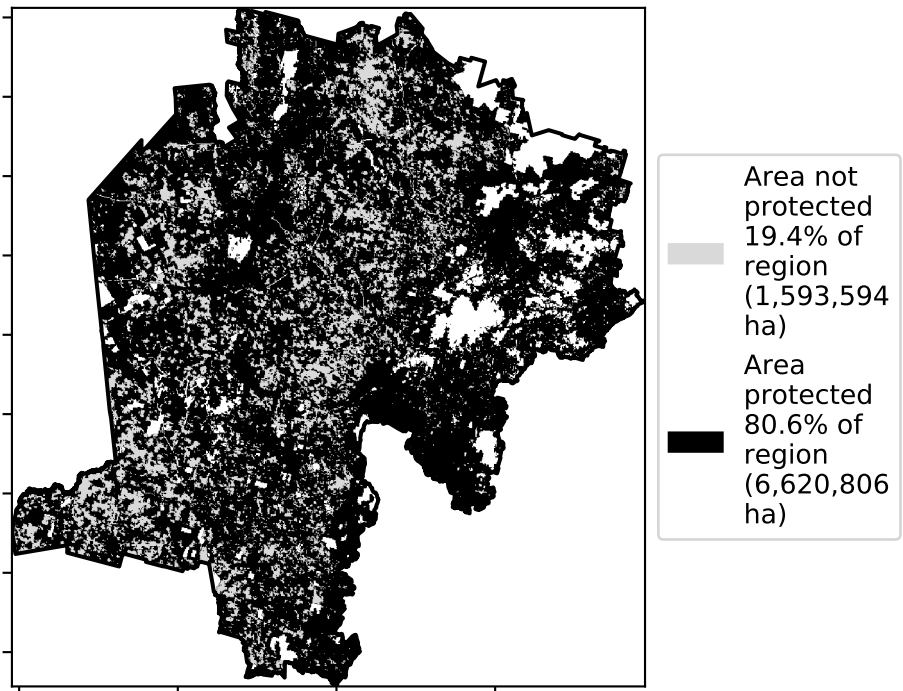 Area not
protected
19.4% of
region
(1,593,594
ha)
Area
protected
80.6% of
region
(6,620,806
ha)